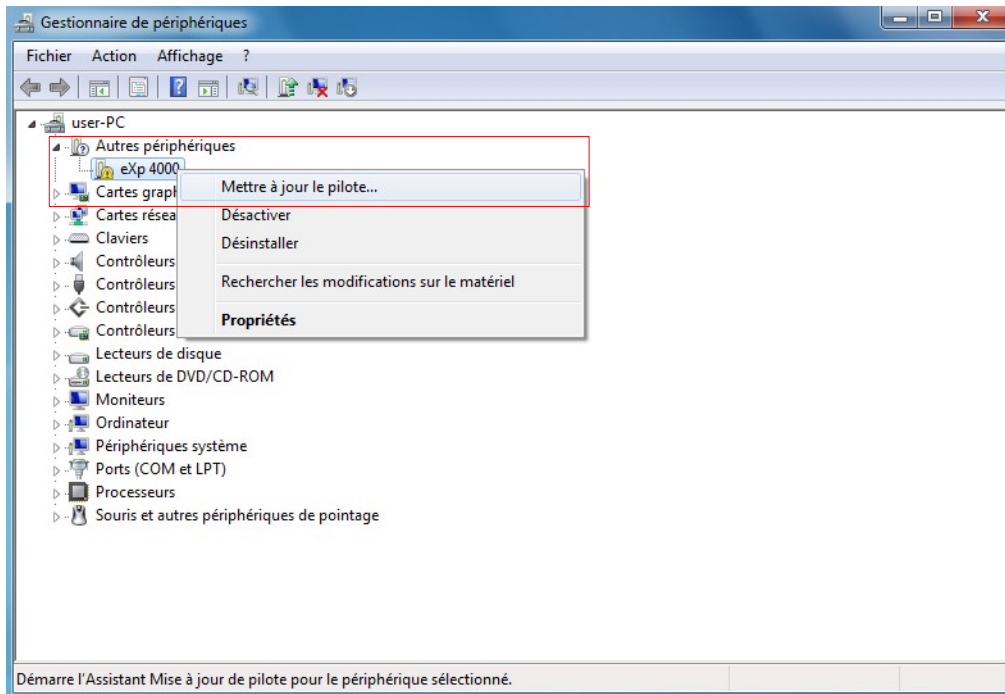 Gestionnaire de périphériques
Fichier Action Affichage ?
user-PC
Autres périphériques
eXp 4000
Mettre à jour le pilote...
Cartes grap
Désactiver
Cartes résea
Désinstaller
Claviers
Contrôleurs
Rechercher les modifications sur le matériel
Contrôleurs
Contrôleurs
Propriétés
Contrôleurs
Lecteurs de disque
Lecteurs de DVD/CD-ROM
Moniteurs
Ordinateur
Périphériques système
Ports (COM et LPT)
Processeurs
Souris et autres périphériques de pointage
Démarre l'Assistant Mise à jour de pilote pour le périphérique sélectionné.